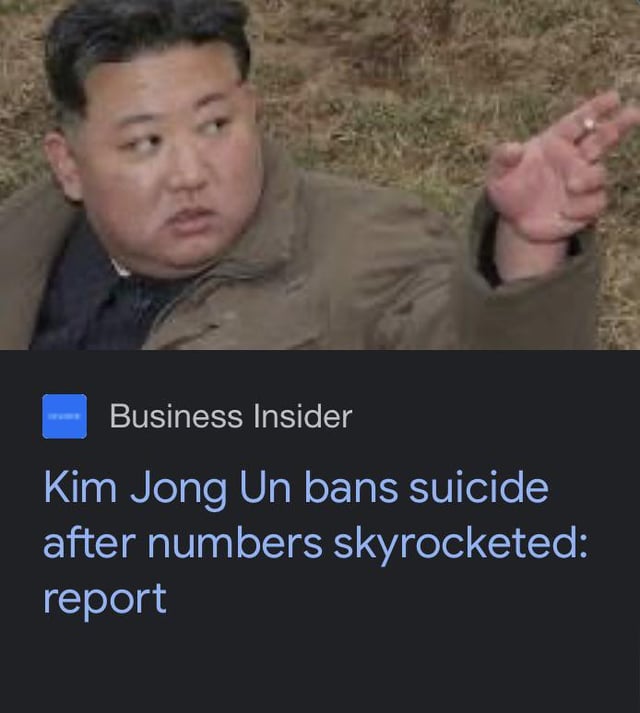 Business Insider
Kim Jong Un bans suicide
after numbers skyrocketed:
report